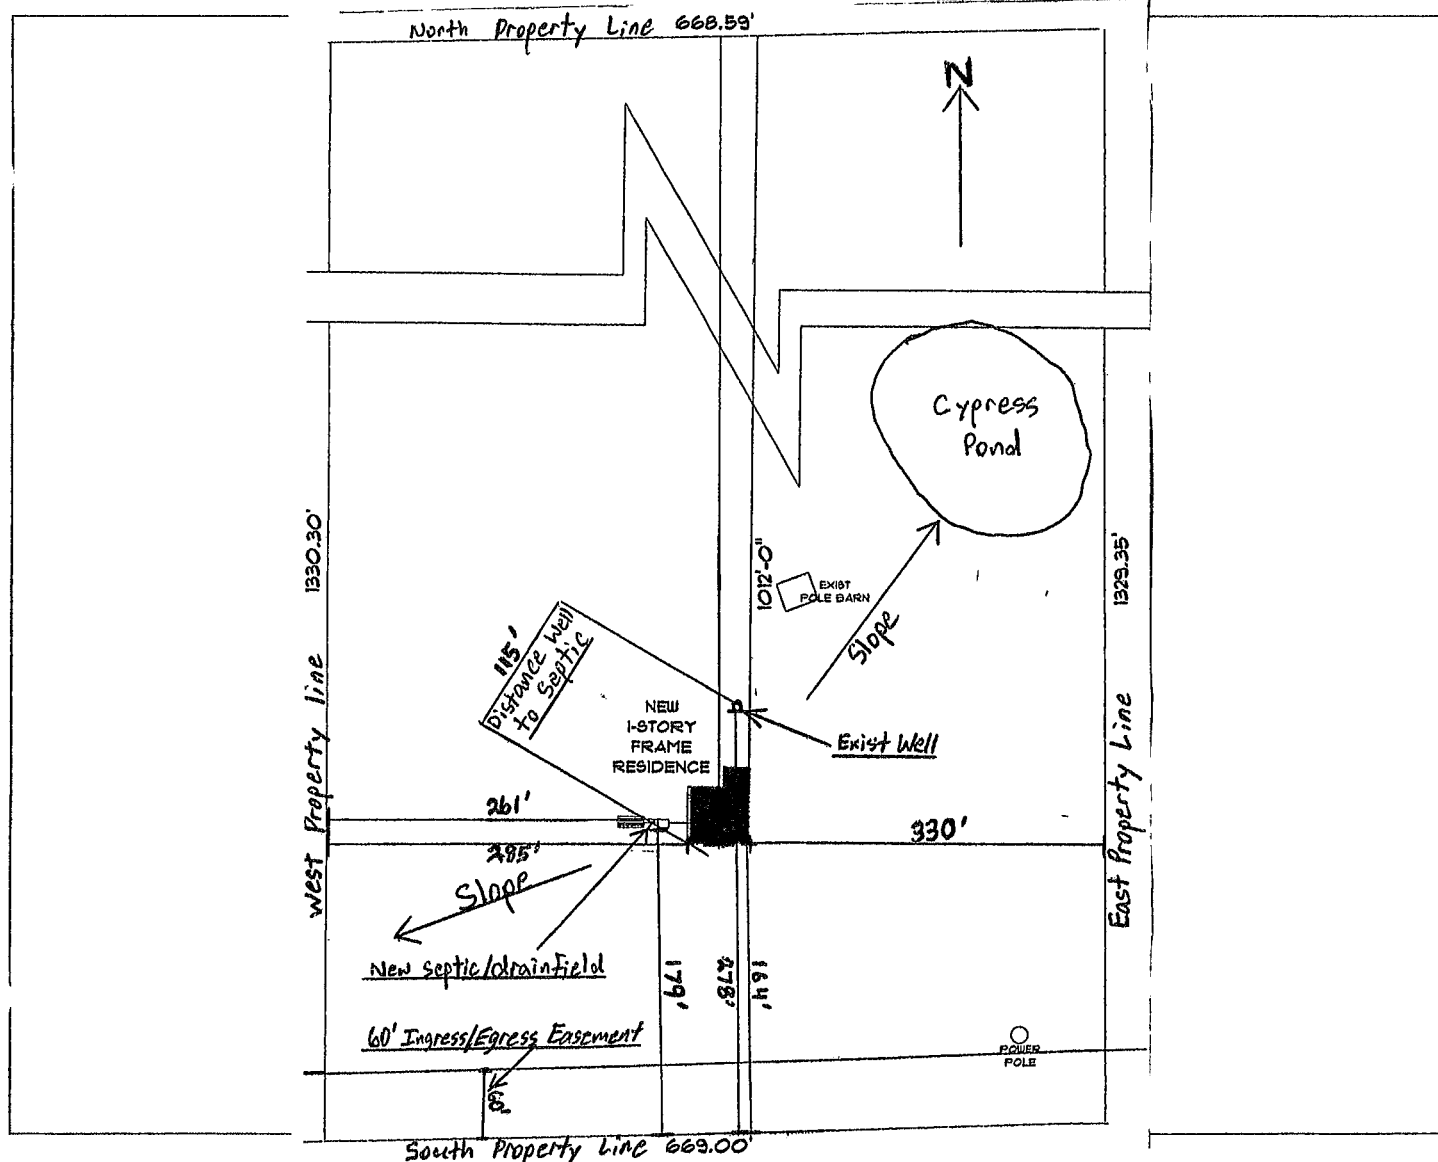 North Property Line 668.59'
N
Cypress
Pond
1330.30'
1012'-0"
EXIST
POLE BARN
1329.35'
Slope
115'
Distance Well
to Septic
NEW
1-STORY
FRAME
RESIDENCE
Exist Well
West Property line
East Property Line
261'
330'
285'
Slope
New septic/drainfield
179'
164'
60' Ingress/Egress Easement
POWER
POLE
60'
South Property Line 669.00'